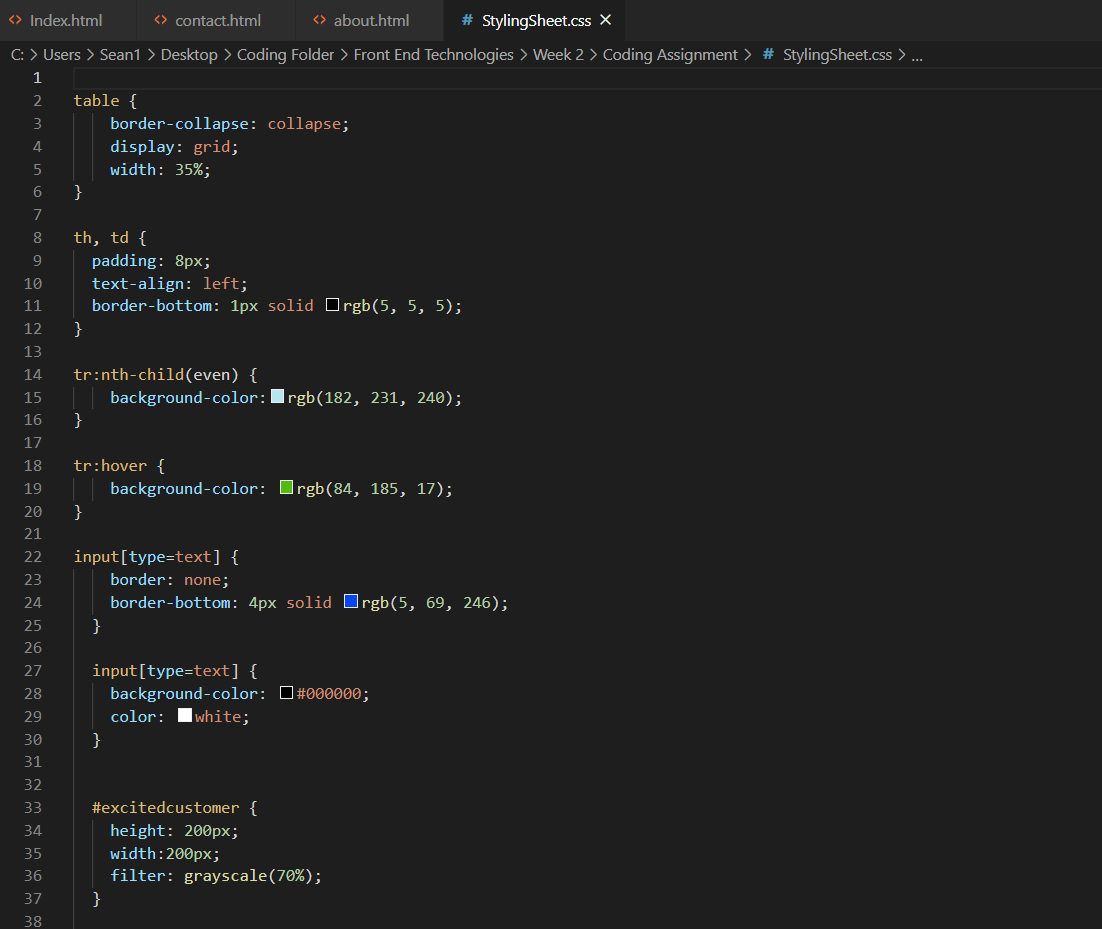 <> Index.html <> contact.html <> about.html # StylingSheet.css ✕
C: > Users > Sean1 > Desktop > Coding Folder > Front End Technologies > Week 2 > Coding Assignment > # StylingSheet.css > ...
1
2 table {
3     border-collapse: collapse;
4     display: grid;
5     width: 35%;
6 }
7
8 th, td {
9   padding: 8px;
10   text-align: left;
11   border-bottom: 1px solid rgb(5, 5, 5);
12 }
13
14 tr:nth-child(even) {
15     background-color: rgb(182, 231, 240);
16 }
17
18 tr:hover {
19     background-color: rgb(84, 185, 17);
20 }
21
22 input[type=text] {
23     border: none;
24     border-bottom: 4px solid rgb(5, 69, 246);
25   }
26
27   input[type=text] {
28     background-color: #000000;
29     color: white;
30   }
31
32
33   #excitedcustomer {
34     height: 200px;
35     width:200px;
36     filter: grayscale(70%);
37   }
38